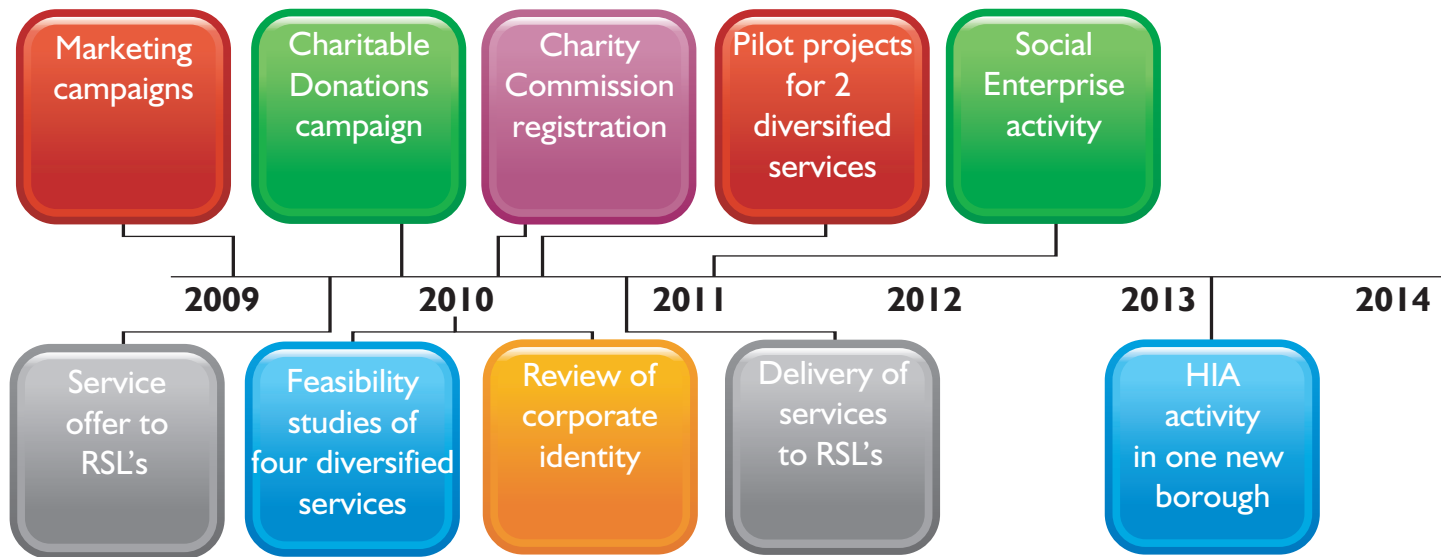 Marketing
campaigns
Charitable
Donations
campaign
Charity
Commission
registration
Pilot projects
for 2
diversified
services
Social
Enterprise
activity
2009
2010
2011
2012
2013
2014
Service
offer to
RSL's
Feasibility
studies of
four diversified
services
Review of
corporate
identity
Delivery of
services
to RSL's
HIA
activity
in one new
borough